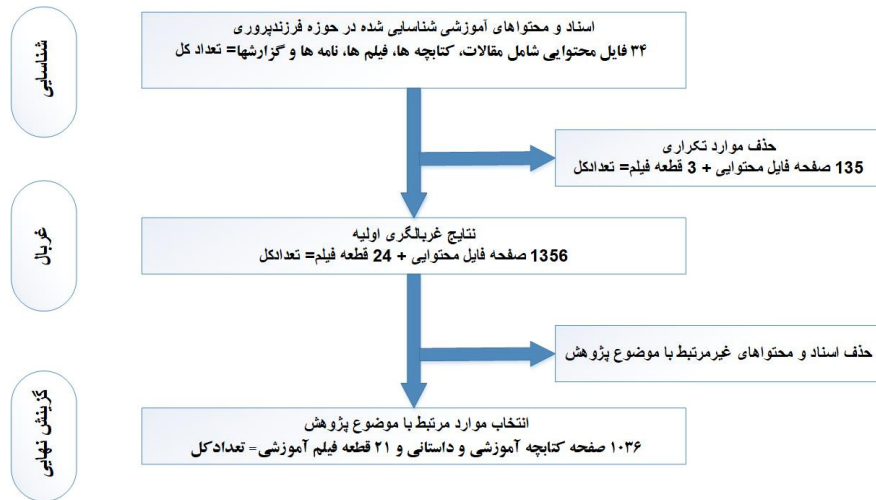 شناسایی
اسناد و محتواهای آموزشی شناسایی شده در حوزه فرزندپروری
۳۴ فایل محتوایی شامل مقالات، کتابچه ها، فیلم ها، نامه ها و گزارشها= تعداد کل
حذف موارد تکراری
135 صفحه فایل محتوایی + 3 قطعه فیلم= تعدادکل
غربال
نتایج غربالگری اولیه
1356 صفحه فایل محتوایی + 24 قطعه فیلم= تعدادکل
حذف اسناد و محتواهای غیرمرتبط با موضوع پژوهش
گزینش نهایی
انتخاب موارد مرتبط با موضوع پژوهش
۱۰۳۶ صفحه کتابچه آموزشی و داستانی و ۲۱ قطعه فیلم آموزشی= تعدادکل